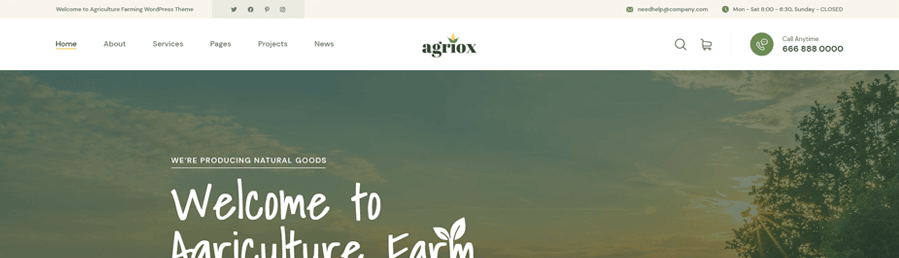 Welcome to Agriculture Farming WordPress Theme
needhelp@company.com
Mon - Sat 8:00 - 6:30, Sunday - CLOSED
Home About Services Pages Projects News
agriox
Call Anytime
666 888 0000
WE'RE PRODUCING NATURAL GOODS
Welcome to
Agriculture Farm